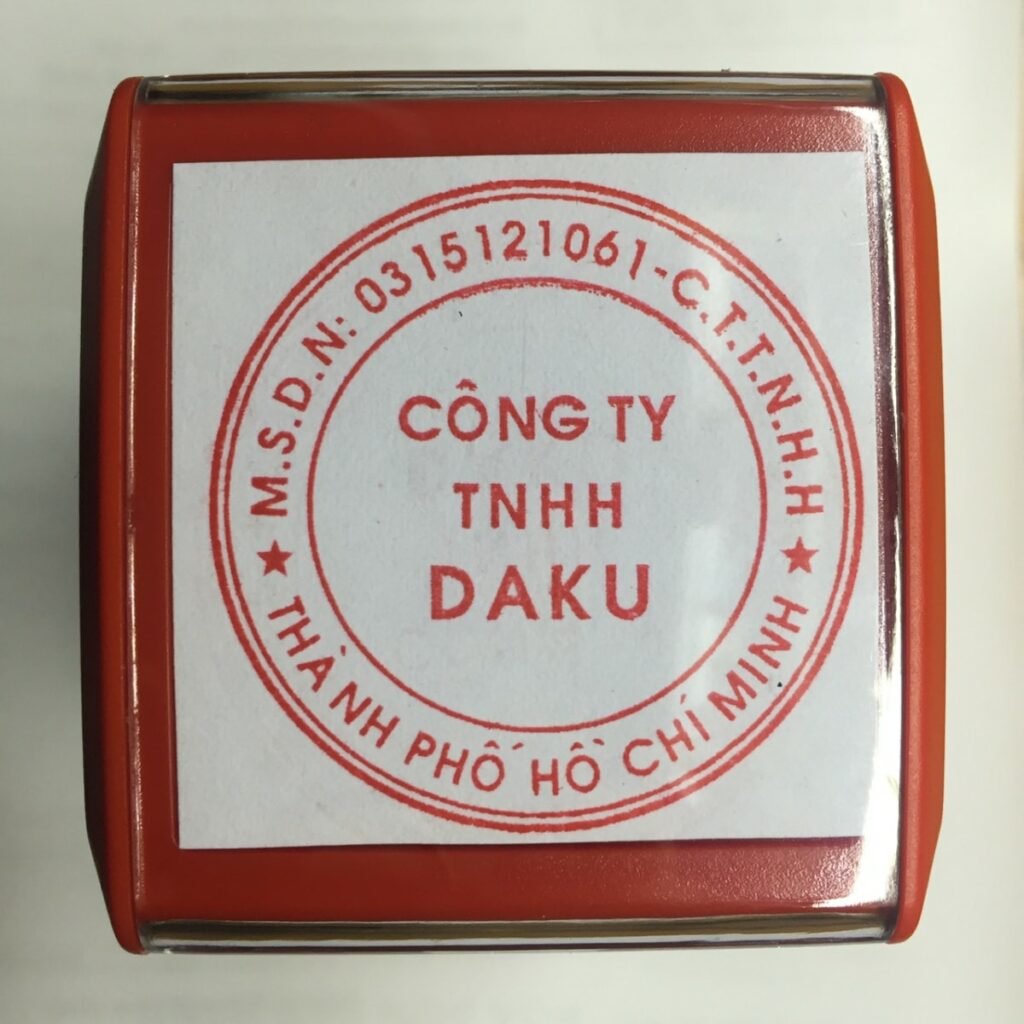 M.S.D.N: 0315121061-C.T.T.N.H.H
CÔNG TY
TNHH
DAKU
★ THÀNH PHỐ HỒ CHÍ MINH ★